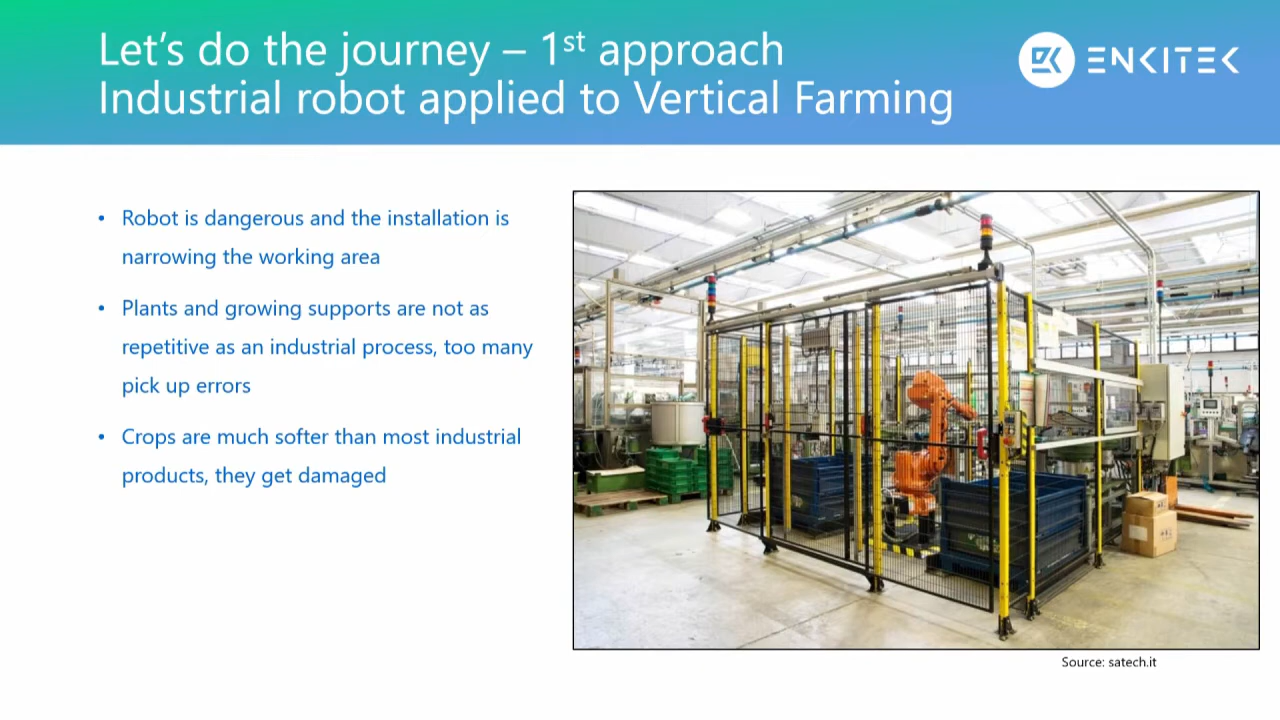 Let's do the journey – 1st approach
Industrial robot applied to Vertical Farming
ENKITEK
• Robot is dangerous and the installation is
narrowing the working area
• Plants and growing supports are not as
repetitive as an industrial process, too many
pick up errors
• Crops are much softer than most industrial
products, they get damaged
Source: satech.it